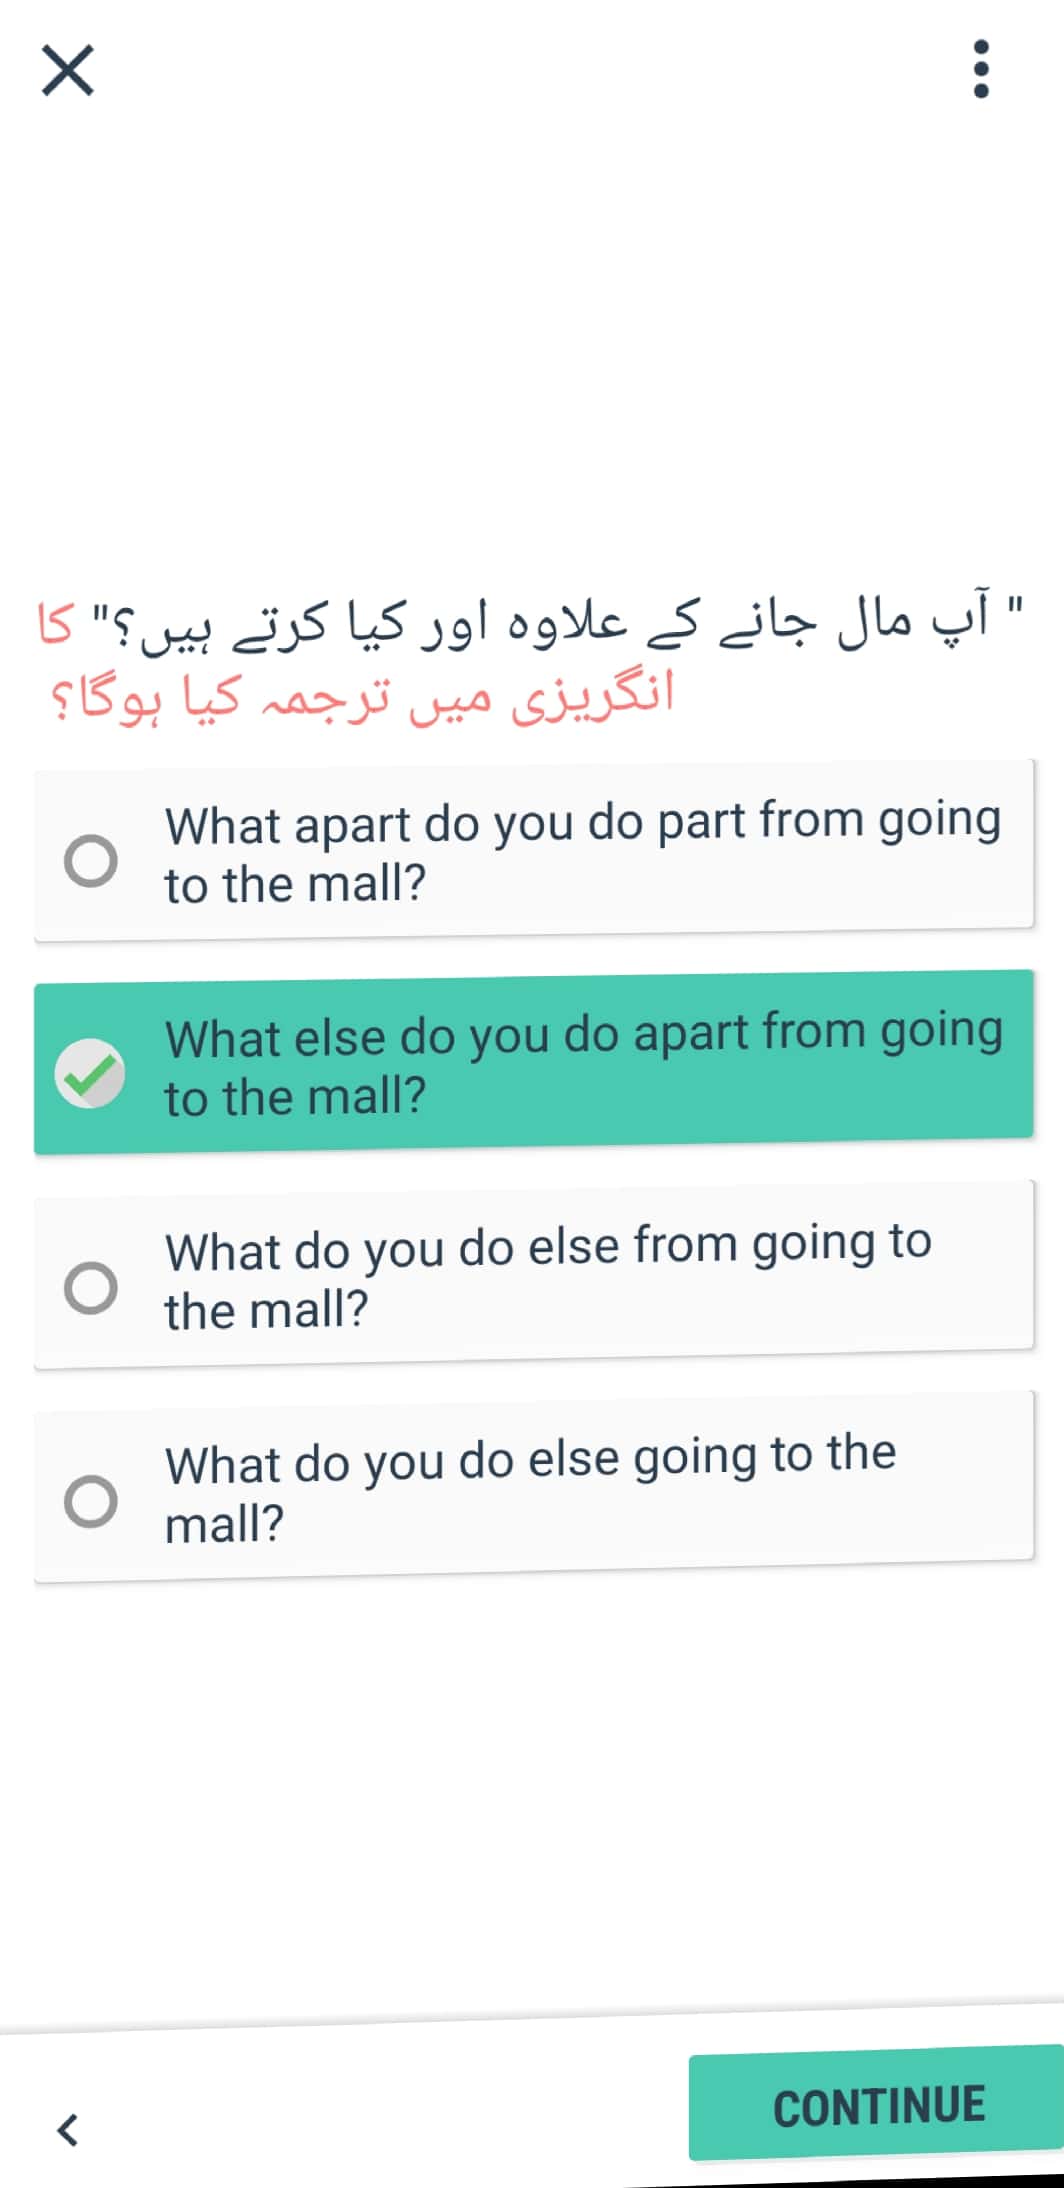 " آپ مال جانے کے علاوہ اور کیا کرتے ہیں؟" کا
انگریزی میں ترجمہ کیا ہوگا؟
What apart do you do part from going
to the mall?
What else do you do apart from going
to the mall?
What do you do else from going to
the mall?
What do you do else going to the
mall?
CONTINUE